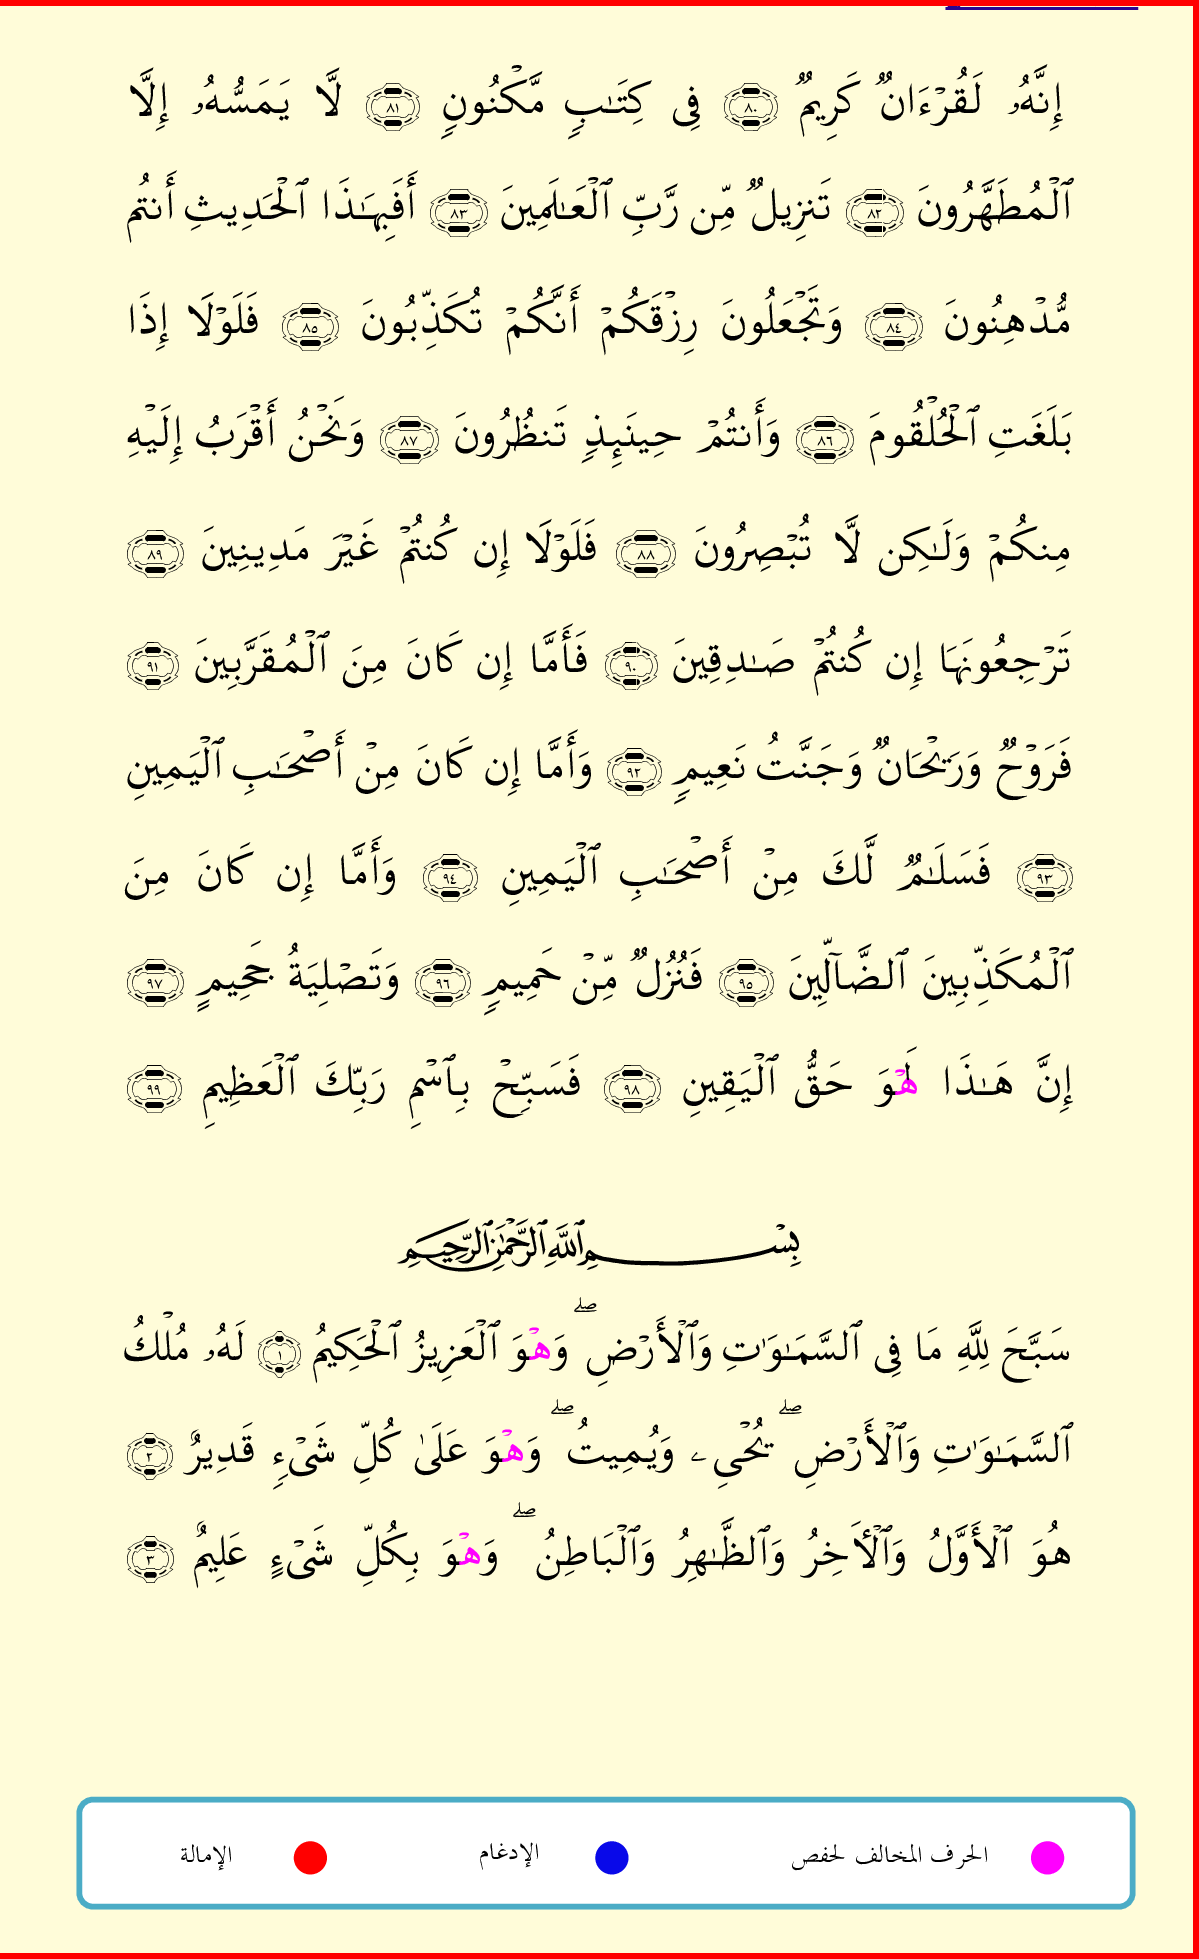 إِنَّهُۥ لَقُرْءَانٌ كَرِيمٌ ٨٠ فِى كِتَـٰبٍ مَّكْنُونٍ ٨١ لَّا يَمَسُّهُۥ إِلَّا
ٱلْمُطَهَّرُونَ ٨٢ تَنزِيلٌ مِّن رَّبِّ ٱلْعَـٰلَمِينَ ٨٣ أَفَبِهَـٰذَا ٱلْحَدِيثِ أَنتُم
مُّدْهِنُونَ ٨٤ وَتَجْعَلُونَ رِزْقَكُمْ أَنَّكُمْ تُكَذِّبُونَ ٨٥ فَلَوْلَا إِذَا
بَلَغَتِ ٱلْحُلْقُومَ ٨٦ وَأَنتُمْ حِينَئِذٍ تَنظُرُونَ ٨٧ وَنَحْنُ أَقْرَبُ إِلَيْهِ
مِنكُمْ وَلَـٰكِن لَّا تُبْصِرُونَ ٨٨ فَلَوْلَا إِن كُنتُمْ غَيْرَ مَدِينِينَ ٨٩
تَرْجِعُونَهَا إِن كُنتُمْ صَـٰدِقِينَ ٩٠ فَأَمَّا إِن كَانَ مِنَ ٱلْمُقَرَّبِينَ ٩١
فَرَوْحٌ وَرَيْحَانٌ وَجَنَّتُ نَعِيمٍ ٩٢ وَأَمَّا إِن كَانَ مِنْ أَصْحَـٰبِ ٱلْيَمِينِ
٩٣ فَسَلَـٰمٌ لَّكَ مِنْ أَصْحَـٰبِ ٱلْيَمِينِ ٩٤ وَأَمَّا إِن كَانَ مِنَ
ٱلْمُكَذِّبِينَ ٱلضَّآلِّينَ ٩٥ فَنُزُلٌ مِّنْ حَمِيمٍ ٩٦ وَتَصْلِيَةُ جَحِيمٍ ٩٧
إِنَّ هَـٰذَا لَهْوَ حَقُّ ٱلْيَقِينِ ٩٨ فَسَبِّحْ بِٱسْمِ رَبِّكَ ٱلْعَظِيمِ ٩٩
بِسْمِ ٱللَّهِ ٱلرَّحْمَـٰنِ ٱلرَّحِيمِ
سَبَّحَ لِلَّهِ مَا فِى ٱلسَّمَـٰوَٰتِ وَٱلْأَرْضِ ۖ وَهْوَ ٱلْعَزِيزُ ٱلْحَكِيمُ ١ لَهُۥ مُلْكُ
ٱلسَّمَـٰوَٰتِ وَٱلْأَرْضِ ۖ يُحْىِۦ وَيُمِيتُ ۖ وَهْوَ عَلَىٰ كُلِّ شَىْءٍ قَدِيرٌ ٢
هُوَ ٱلْأَوَّلُ وَٱلْأَخِرُ وَٱلظَّـٰهِرُ وَٱلْبَاطِنُ ۖ وَهْوَ بِكُلِّ شَىْءٍ عَلِيمٌ ٣
الحرف المخالف لحفص الإدغام الإمالة